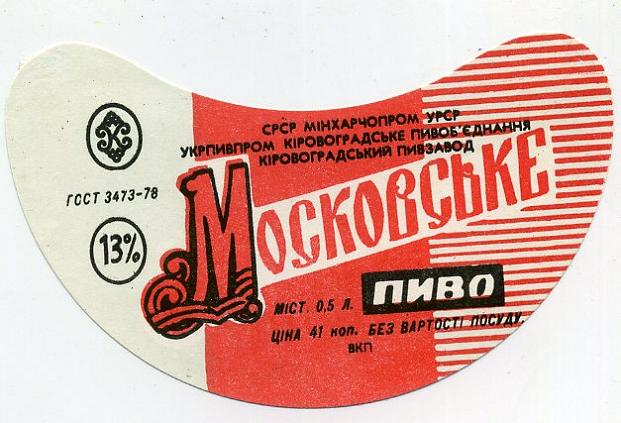 СРСР МІНХАРЧОПРОМ УРСР
УКРПИВПРОМ КІРОВОГРАДСЬКЕ ПИВОБ'ЄДНАННЯ
КІРОВОГРАДСЬКИЙ ПИВЗАВОД
ГОСТ 3473-78
13%
МОСКОВСЬКЕ
ПИВО
МІСТ. 0,5 л.
ЦІНА 41 коп. БЕЗ ВАРТОСТІ ПОСУДУ.
ВКП